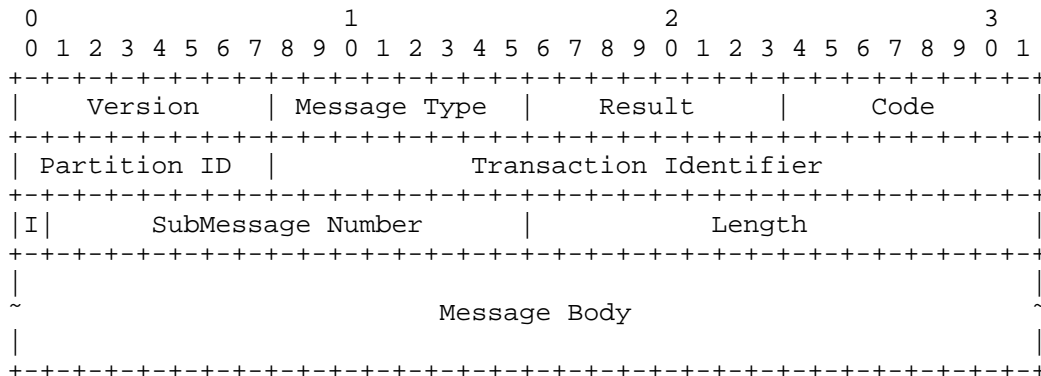 0                   1                   2                   3
 0 1 2 3 4 5 6 7 8 9 0 1 2 3 4 5 6 7 8 9 0 1 2 3 4 5 6 7 8 9 0 1
+-+-+-+-+-+-+-+-+-+-+-+-+-+-+-+-+-+-+-+-+-+-+-+-+-+-+-+-+-+-+-+-+
|    Version    | Message Type  |    Result     |     Code      |
+-+-+-+-+-+-+-+-+-+-+-+-+-+-+-+-+-+-+-+-+-+-+-+-+-+-+-+-+-+-+-+-+
| Partition ID  |            Transaction Identifier             |
+-+-+-+-+-+-+-+-+-+-+-+-+-+-+-+-+-+-+-+-+-+-+-+-+-+-+-+-+-+-+-+-+
|I|      SubMessage Number      |           Length              |
+-+-+-+-+-+-+-+-+-+-+-+-+-+-+-+-+-+-+-+-+-+-+-+-+-+-+-+-+-+-+-+-+
|                                                               |
~                          Message Body                         ~
|                                                               |
+-+-+-+-+-+-+-+-+-+-+-+-+-+-+-+-+-+-+-+-+-+-+-+-+-+-+-+-+-+-+-+-+